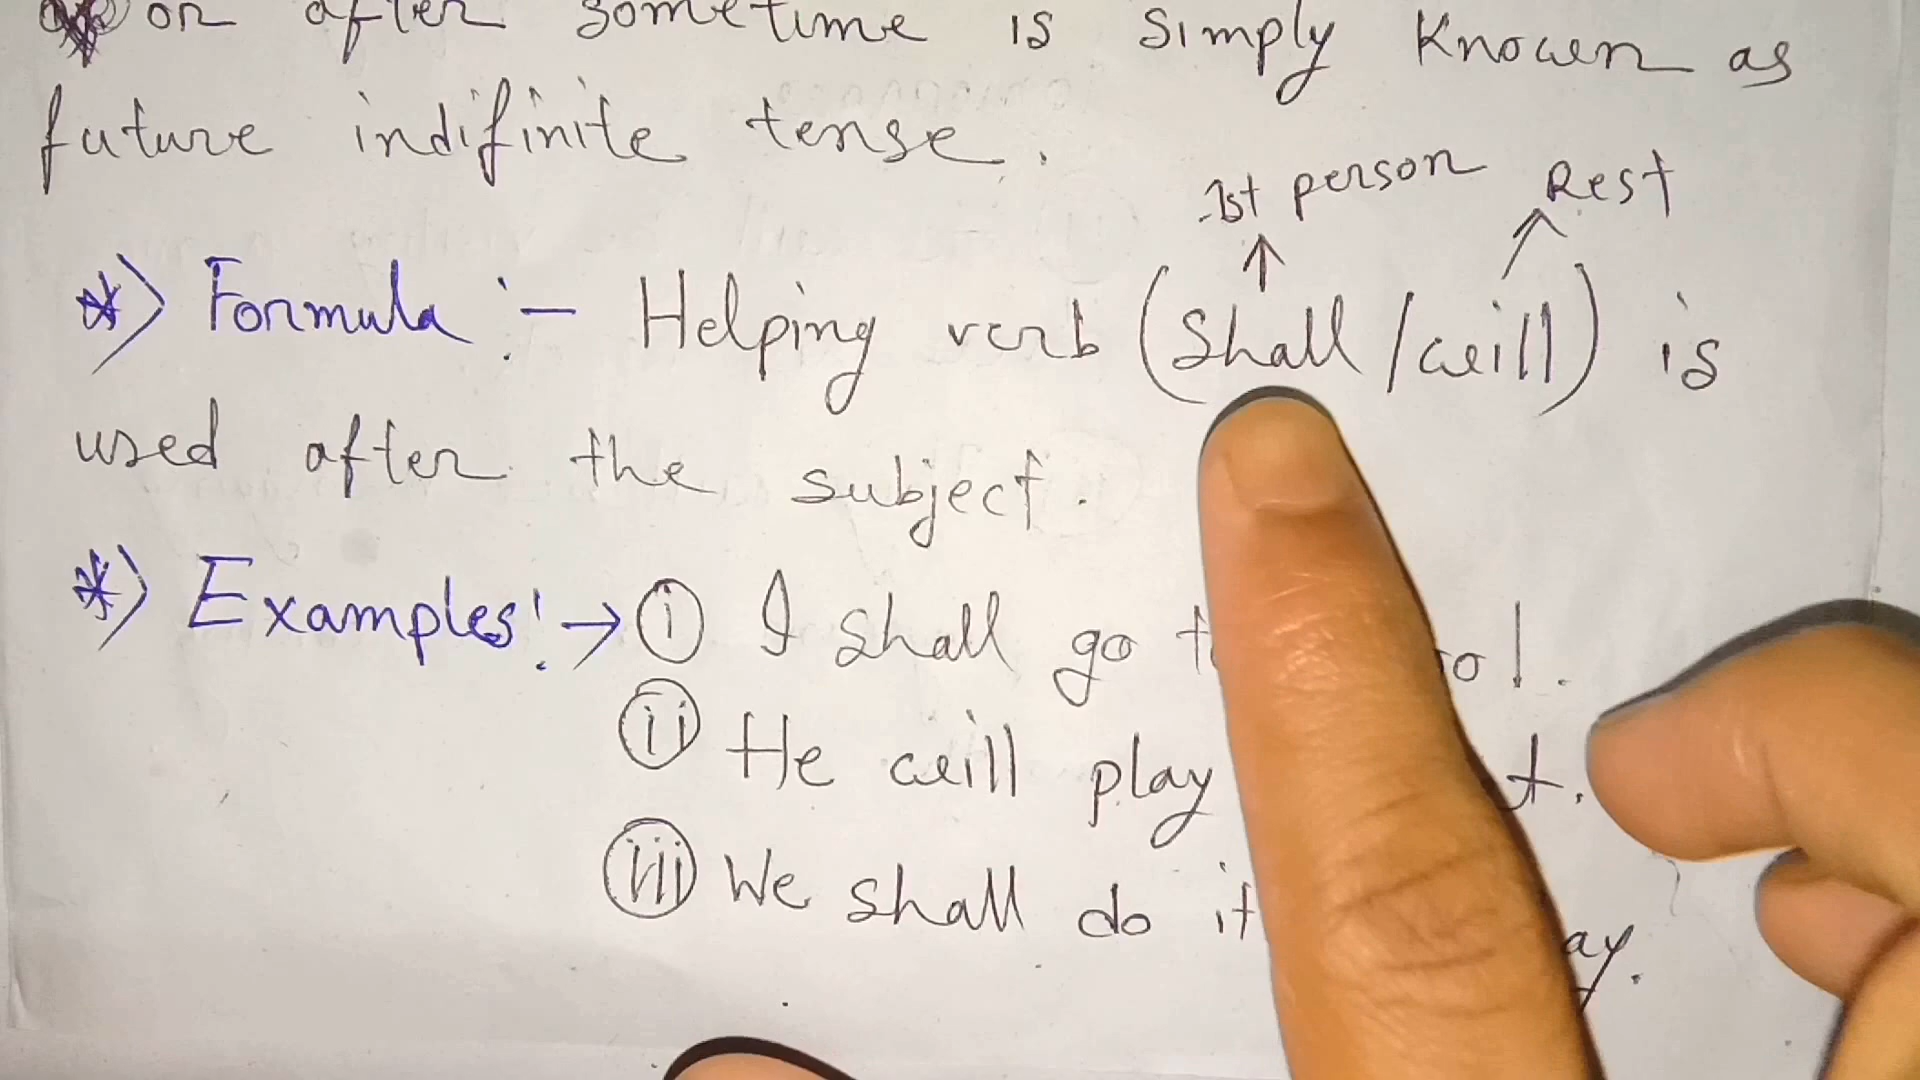 or after sometime is simply known as
future indifinite tense.
1st person Rest
*) Formula :- Helping verb (Shall/will) is
used after the subject.
*) Examples :→ (i) I shall go
(ii) He will play
(iii) We shall do it